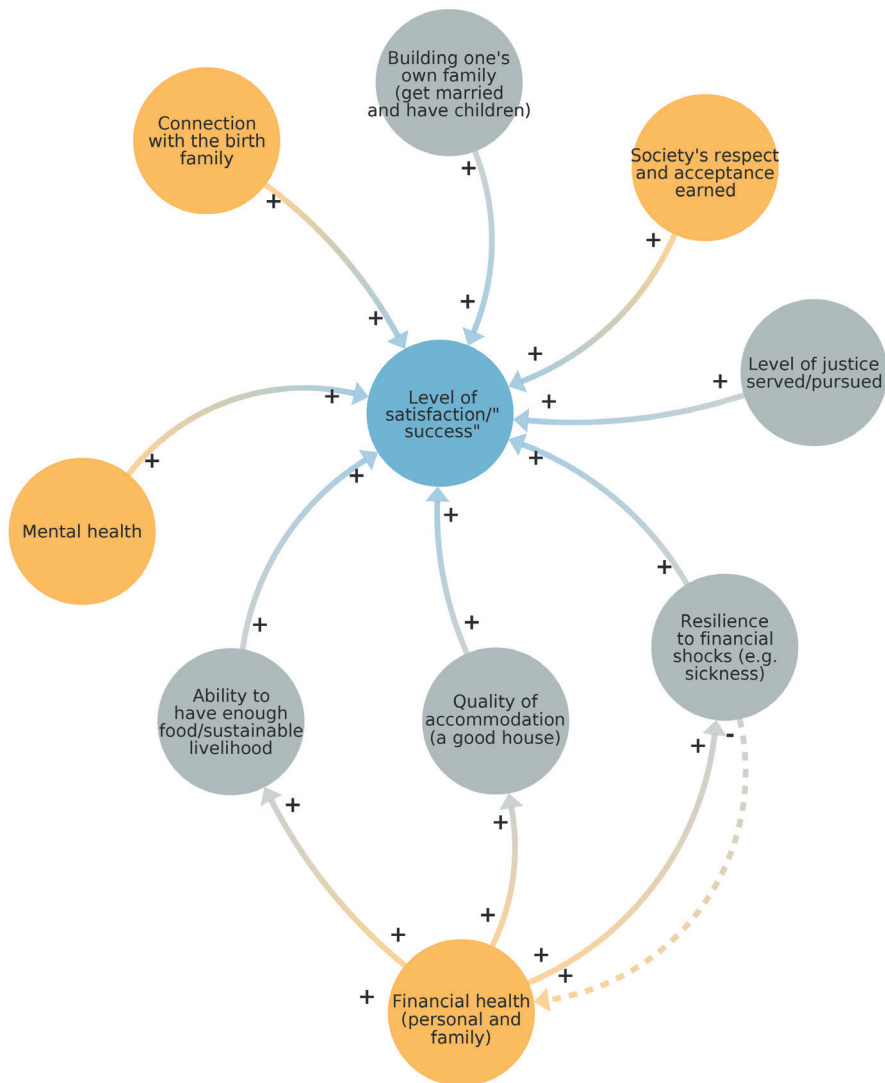 Building one's
own family
(get married
and have children)
Connection
with the birth
family
Society's respect
and acceptance
earned
+
+
+
+
+
+
Level of justice
served/pursued
+
+
Level of
satisfaction/"
success"
+
+
Mental health
+
+
+
+
+
+
Resilience
to financial
shocks (e.g.
sickness)
Ability to
have enough
food/sustainable
livelihood
Quality of
accommodation
(a good house)
+
-
+
+
+
+
+
+
+
Financial health
(personal and
family)